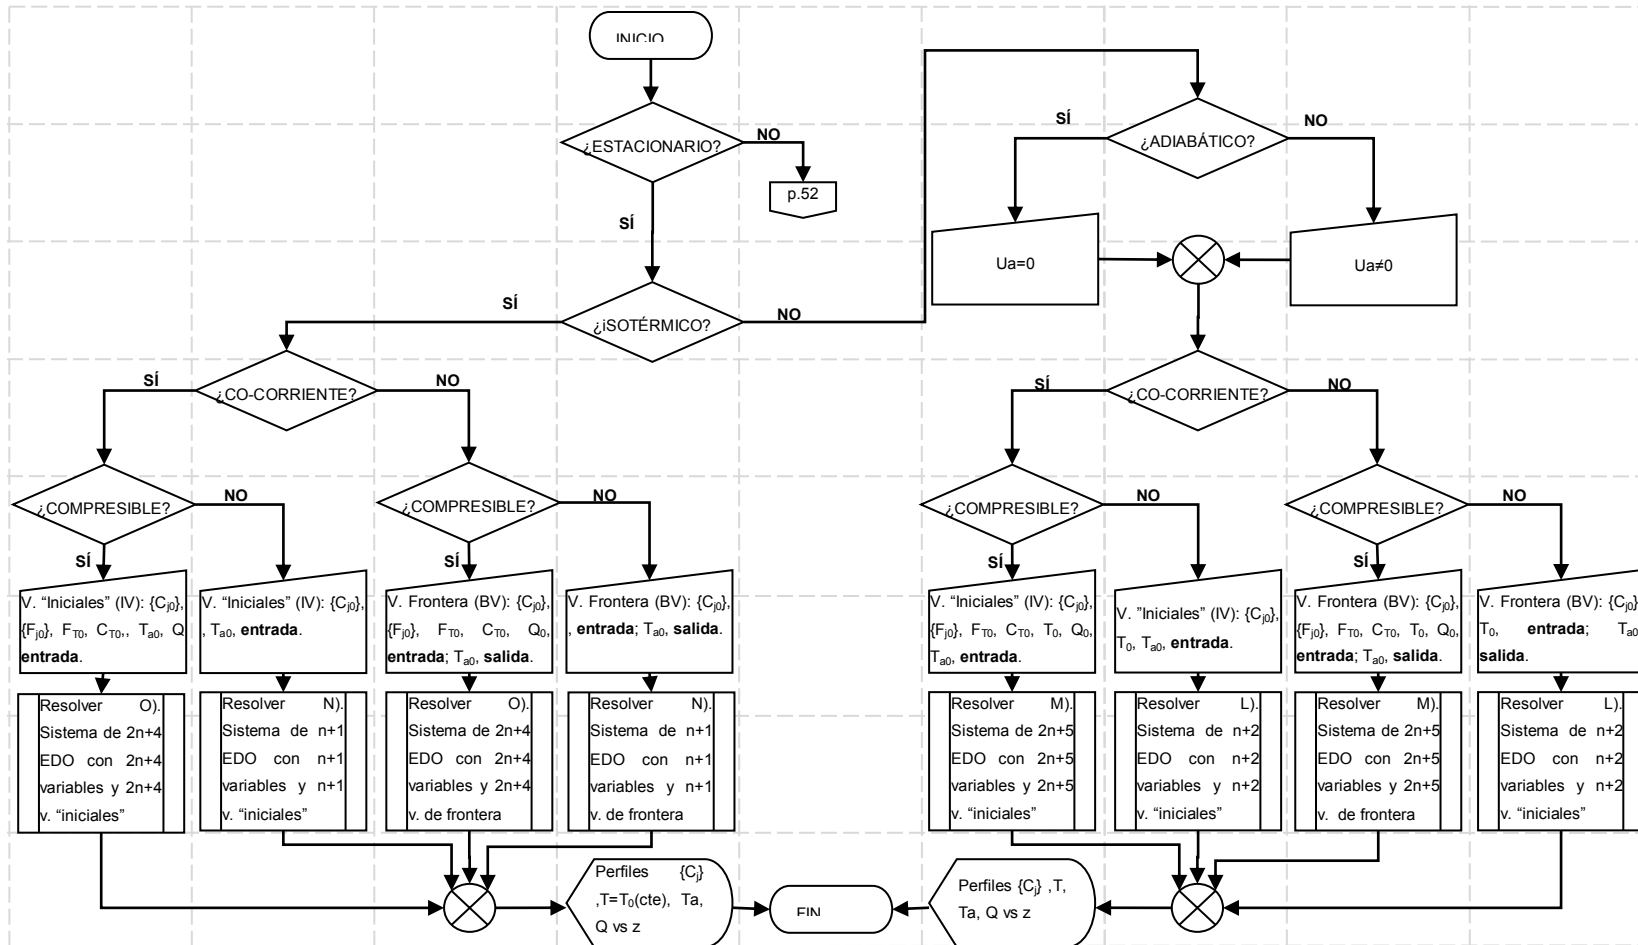 INICIO
¿ESTACIONARIO?
NO
p.52
SÍ
¿iSOTÉRMICO?
SÍ
NO
¿ADIABÁTICO?
SÍ
NO
Ua=0
Ua≠0
¿CO-CORRIENTE?
SÍ
NO
¿CO-CORRIENTE?
SÍ
NO
¿COMPRESIBLE?
NO
SÍ
¿COMPRESIBLE?
NO
SÍ
¿COMPRESIBLE?
NO
SÍ
¿COMPRESIBLE?
NO
SÍ
V. "Iniciales" (IV): {Cj0},
{Fj0}, FT0, CT0,, Ta0, Q
entrada.
V. "Iniciales" (IV): {Cj0},
, Ta0, entrada.
V. Frontera (BV): {Cj0},
{Fj0}, FT0, CT0, Q0,
entrada; Ta0, salida.
V. Frontera (BV): {Cj0},
, entrada; Ta0, salida.
V. "Iniciales" (IV): {Cj0},
{Fj0}, FT0, CT0, T0, Q0,
Ta0, entrada.
V. "Iniciales" (IV): {Cj0},
T0, Ta0, entrada.
V. Frontera (BV): {Cj0},
{Fj0}, FT0, CT0, T0, Q0,
entrada; Ta0, salida.
V. Frontera (BV): {Cj0}
T0, entrada; Ta0
salida.
Resolver O).
Sistema de 2n+4
EDO con 2n+4
variables y 2n+4
v. "iniciales"
Resolver N).
Sistema de n+1
EDO con n+1
variables y n+1
v. "iniciales"
Resolver O).
Sistema de 2n+4
EDO con 2n+4
variables y 2n+4
v. de frontera
Resolver N).
Sistema de n+1
EDO con n+1
variables y n+1
v. de frontera
Resolver M).
Sistema de 2n+5
EDO con 2n+5
variables y 2n+5
v. "iniciales"
Resolver L).
Sistema de n+2
EDO con n+2
variables y n+2
v. "iniciales"
Resolver M).
Sistema de 2n+5
EDO con 2n+5
variables y 2n+5
v. de frontera
Resolver L).
Sistema de n+2
EDO con n+2
variables y n+2
v. "iniciales"
Perfiles {Cj}
,T=T0(cte), Ta,
Q vs z
FIN
Perfiles {Cj} ,T,
Ta, Q vs z